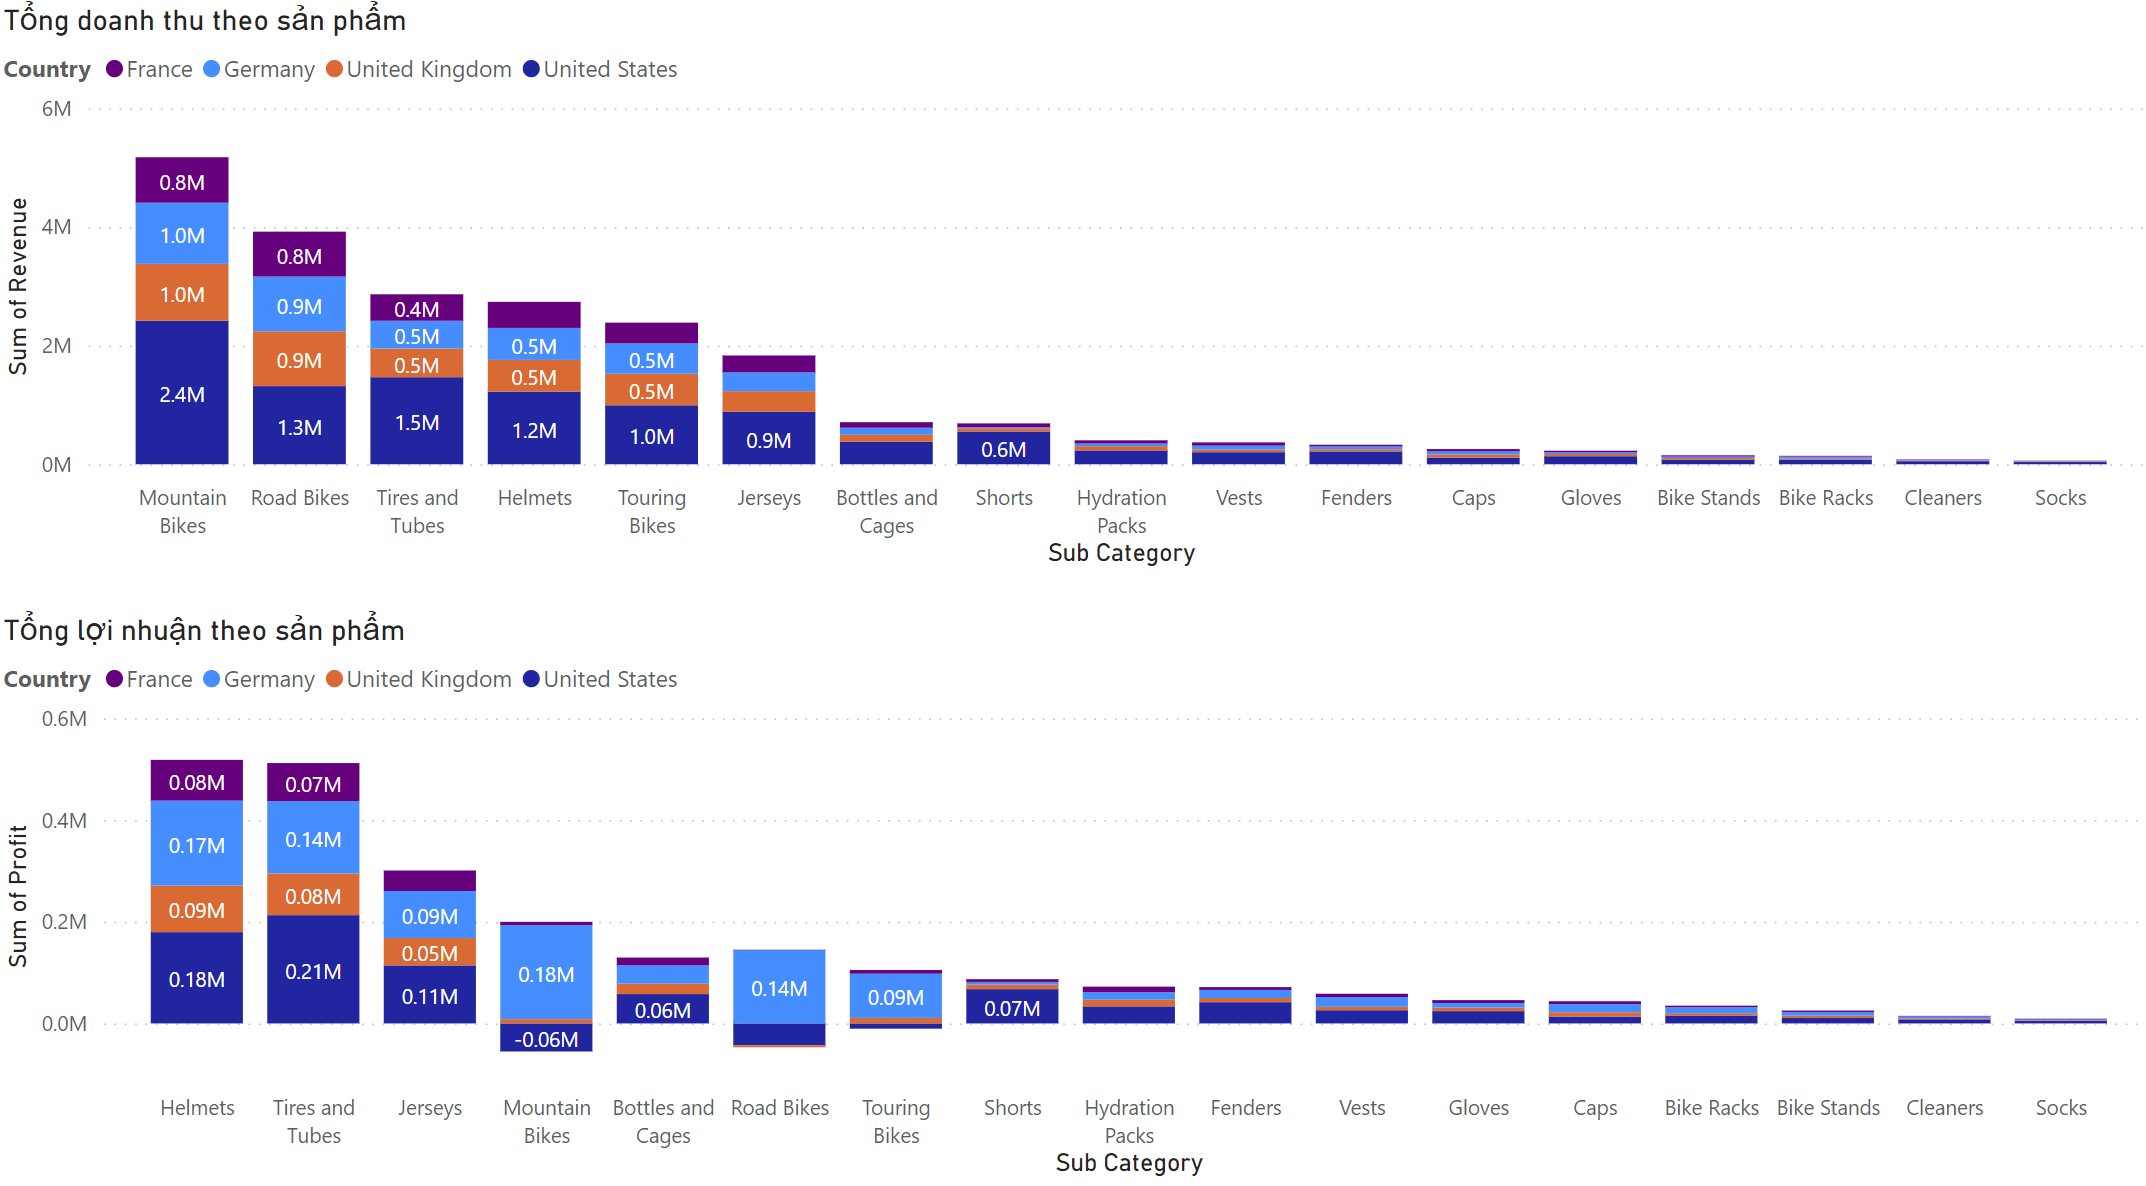 Tổng doanh thu theo sản phẩm
Country France Germany United Kingdom United States
Sum of Revenue
6M
4M
2M
0M
0.8M
1.0M
1.0M
2.4M
0.8M
0.9M
0.9M
1.3M
0.4M
0.5M
0.5M
1.5M
0.5M
0.5M
1.2M
0.5M
0.5M
1.0M
0.9M
0.6M
Mountain Bikes
Road Bikes
Tires and Tubes
Helmets
Touring Bikes
Jerseys
Bottles and Cages
Shorts
Hydration Packs
Vests
Fenders
Caps
Gloves
Bike Stands
Bike Racks
Cleaners
Socks
Sub Category
Tổng lợi nhuận theo sản phẩm
Country France Germany United Kingdom United States
Sum of Profit
0.6M
0.4M
0.2M
0.0M
0.08M
0.17M
0.09M
0.18M
0.07M
0.14M
0.08M
0.21M
0.09M
0.05M
0.11M
0.18M
-0.06M
0.06M
0.14M
0.09M
0.07M
Helmets
Tires and Tubes
Jerseys
Mountain Bikes
Bottles and Cages
Road Bikes
Touring Bikes
Shorts
Hydration Packs
Fenders
Vests
Gloves
Caps
Bike Racks
Bike Stands
Cleaners
Socks
Sub Category